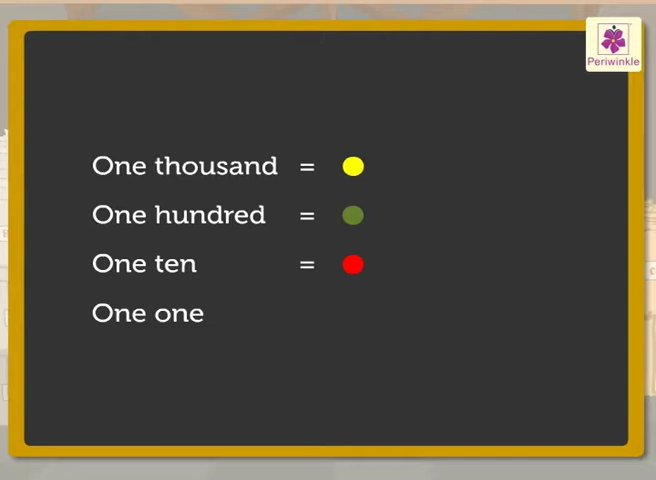 Periwinkle
One thousand =
One hundred =
One ten =
One one